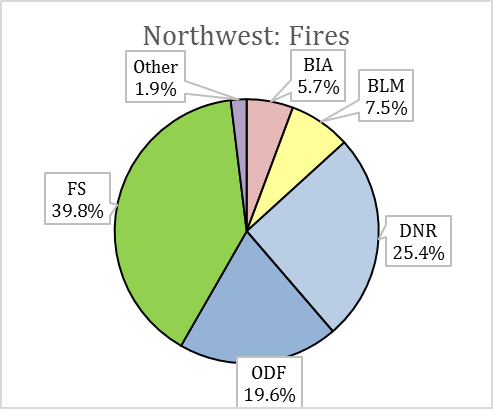 Northwest: Fires
Other
1.9%
BIA
5.7%
BLM
7.5%
FS
39.8%
DNR
25.4%
ODF
19.6%